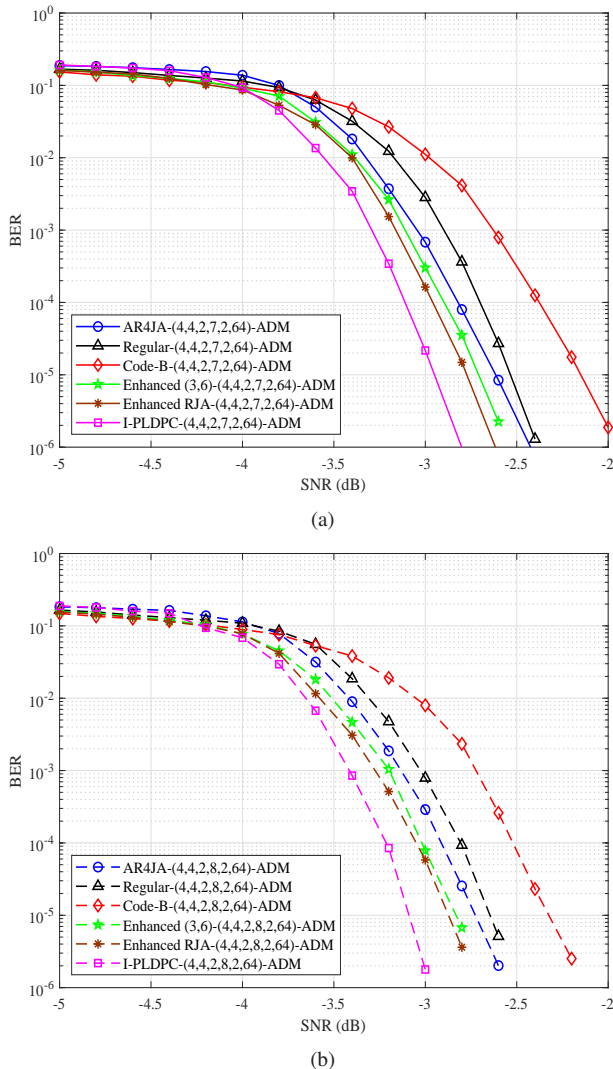 10^0
10^-1
10^-2
10^-3
10^-4
10^-5
10^-6
BER
AR4JA-(4,4,2,7,2,64)-ADM
Regular-(4,4,2,7,2,64)-ADM
Code-B-(4,4,2,7,2,64)-ADM
Enhanced (3,6)-(4,4,2,7,2,64)-ADM
Enhanced RJA-(4,4,2,7,2,64)-ADM
I-PLDPC-(4,4,2,7,2,64)-ADM
-5 -4.5 -4 -3.5 -3 -2.5 -2
SNR (dB)
(a)
10^0
10^-1
10^-2
10^-3
10^-4
10^-5
10^-6
BER
AR4JA-(4,4,2,8,2,64)-ADM
Regular-(4,4,2,8,2,64)-ADM
Code-B-(4,4,2,8,2,64)-ADM
Enhanced (3,6)-(4,4,2,8,2,64)-ADM
Enhanced RJA-(4,4,2,8,2,64)-ADM
I-PLDPC-(4,4,2,8,2,64)-ADM
-5 -4.5 -4 -3.5 -3 -2.5 -2
SNR (dB)
(b)